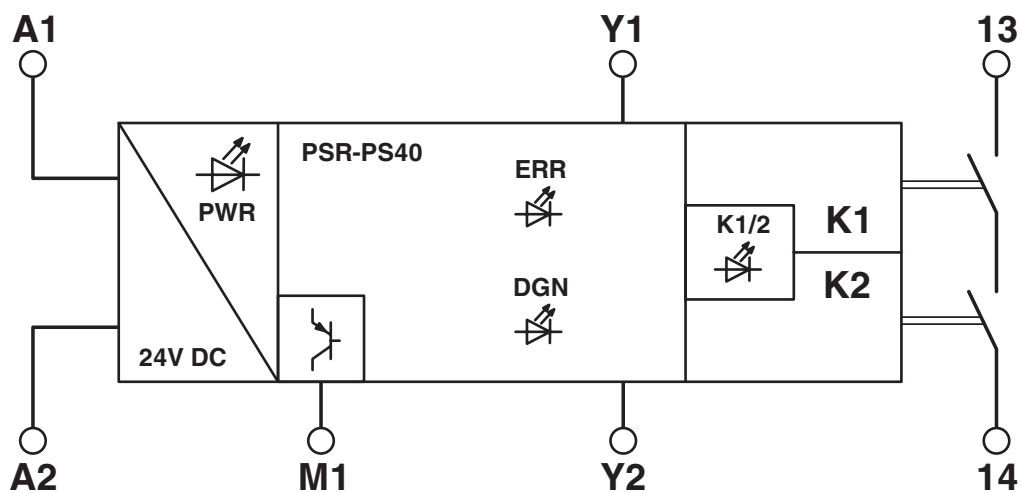 A1
Y1
13
PSR-PS40
ERR
PWR
K1/2
K1
DGN
K2
24V DC
A2
M1
Y2
14